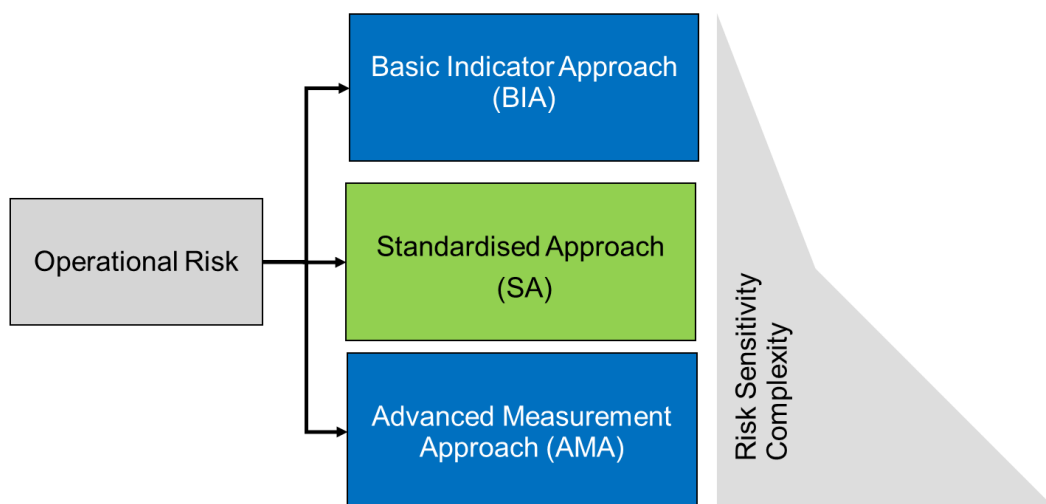 Basic Indicator Approach
(BIA)
Operational Risk
Standardised Approach
(SA)
Advanced Measurement
Approach (AMA)
Risk Sensitivity
Complexity